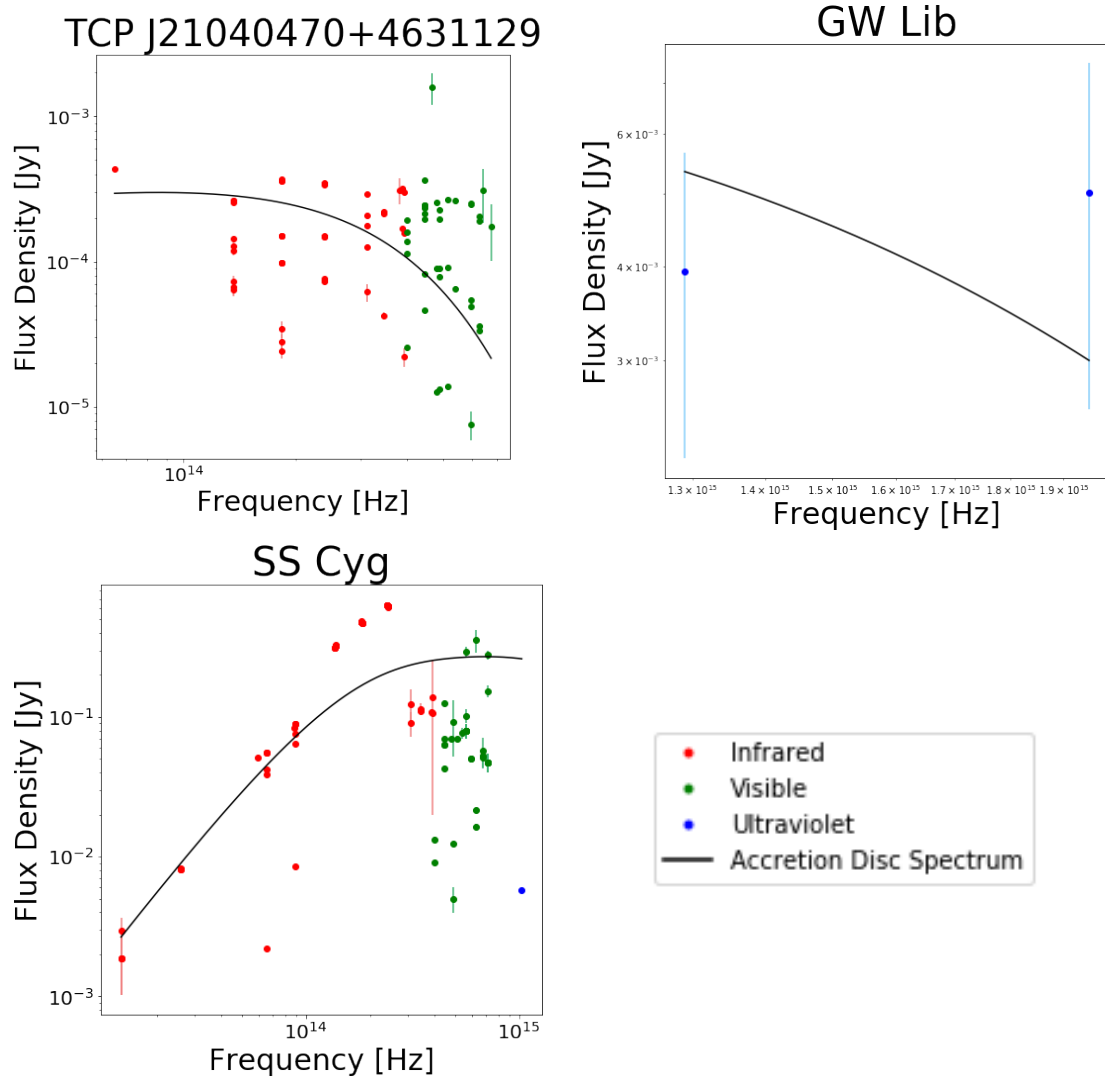 TCP J21040470+4631129
Flux Density [Jy]
10⁻³
10⁻⁴
10⁻⁵
10¹⁴
Frequency [Hz]
GW Lib
Flux Density [Jy]
6 × 10⁻³
4 × 10⁻³
3 × 10⁻³
1.3 × 10¹⁵ 1.4 × 10¹⁵ 1.5 × 10¹⁵ 1.6 × 10¹⁵ 1.7 × 10¹⁵ 1.8 × 10¹⁵ 1.9 × 10¹⁵
Frequency [Hz]
SS Cyg
Flux Density [Jy]
10⁻¹
10⁻²
10⁻³
10¹⁴ 10¹⁵
Frequency [Hz]
Infrared
Visible
Ultraviolet
Accretion Disc Spectrum